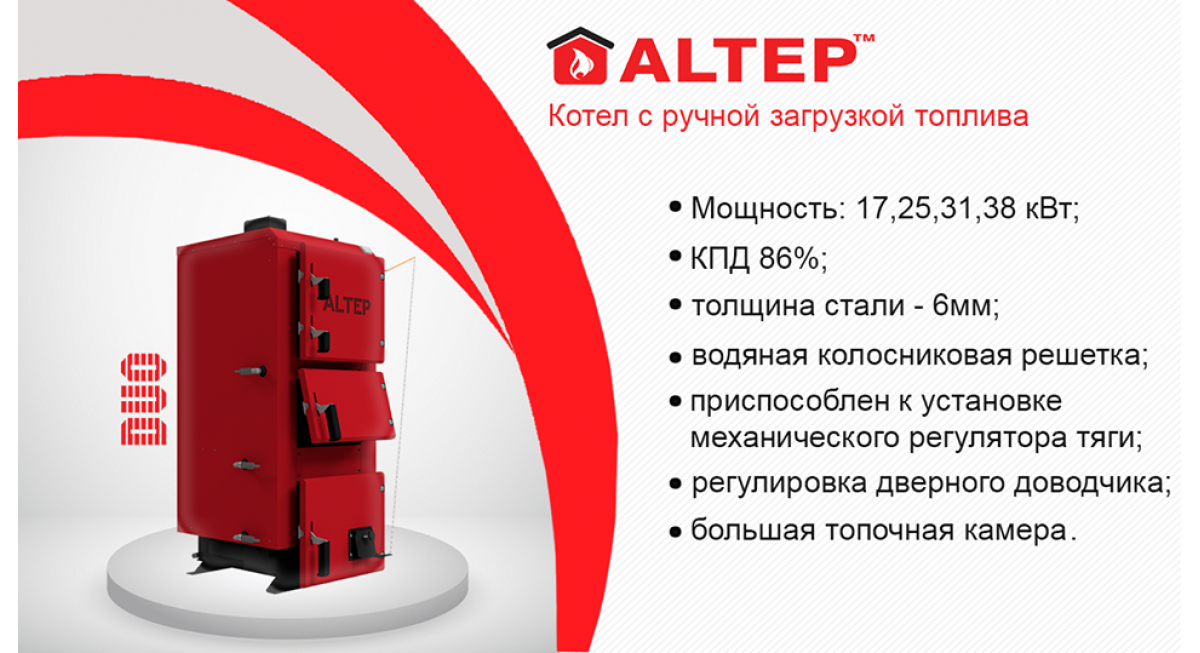 ALTEP™
Котел с ручной загрузкой топлива
• Мощность: 17,25,31,38 кВт;
• КПД 86%;
• толщина стали - 6мм;
• водяная колосниковая решетка;
• приспособлен к установке
механического регулятора тяги;
• регулировка дверного доводчика;
• большая топочная камера.
ALTEP
DUO